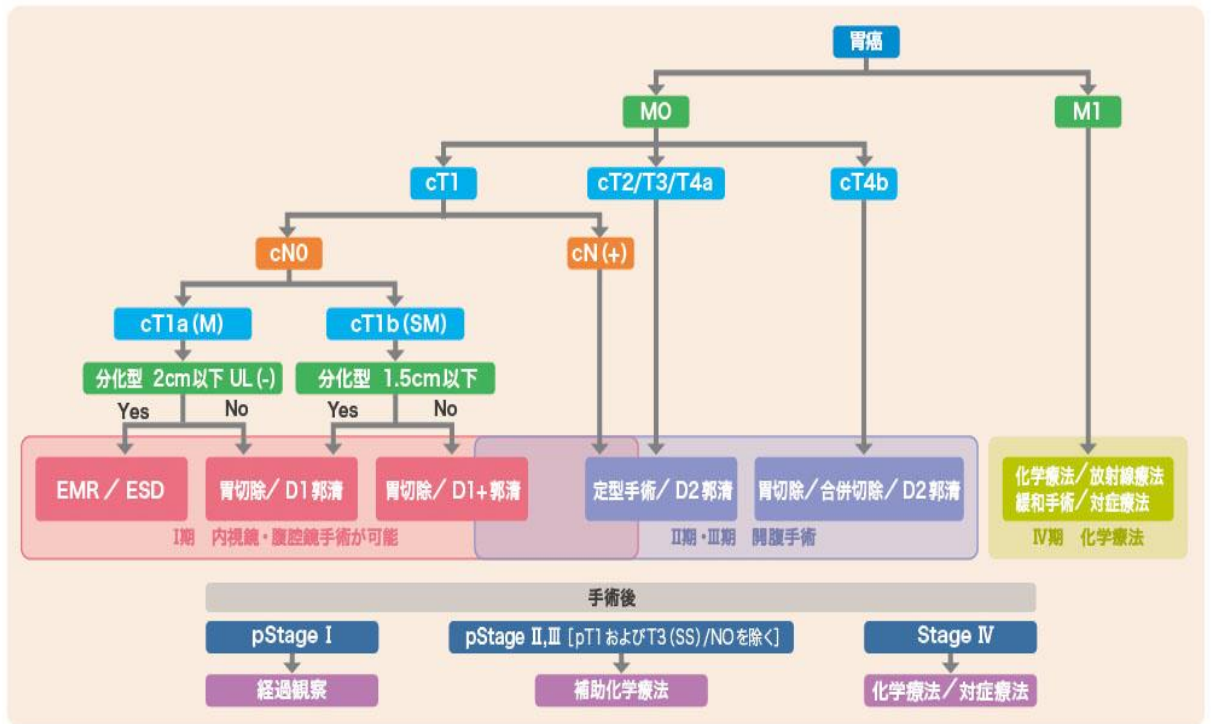 胃癌
M0
M1
cT1
cT2/T3/T4a
cT4b
cN0
cN(+)
cT1a(M)
cT1b(SM)
分化型 2cm以下 UL(-)
分化型 1.5cm以下
Yes
No
Yes
No
EMR / ESD
胃切除/ D1郭清
胃切除/ D1+郭清
定型手術/ D2郭清
胃切除/合併切除/ D2郭清
化学療法/放射線療法
緩和手術/対症療法
Ⅰ期 内視鏡・腹腔鏡手術が可能
Ⅱ期・Ⅲ期 開腹手術
Ⅳ期 化学療法
手術後
pStage Ⅰ
pStage Ⅱ,Ⅲ [pT1およびT3(SS)/N0を除く]
Stage Ⅳ
経過観察
補助化学療法
化学療法/対症療法